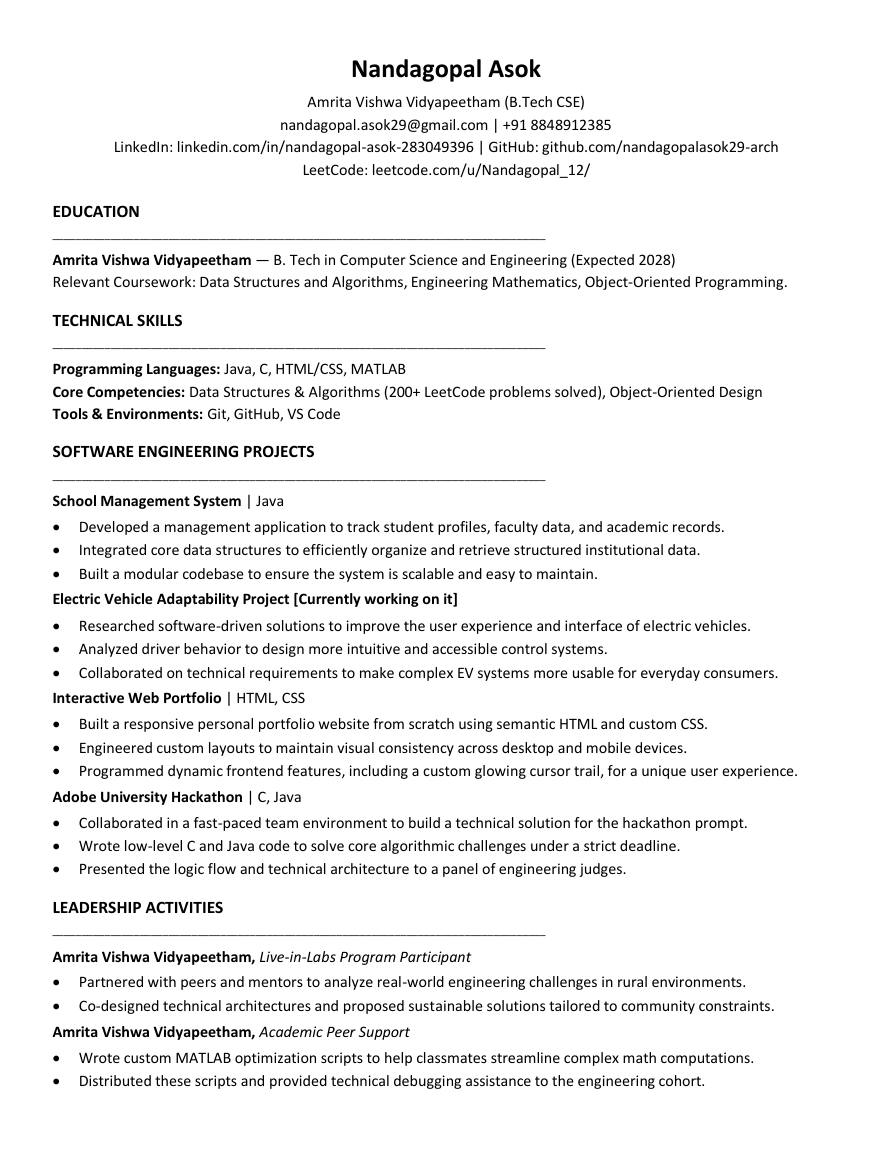 Nandagopal Asok
Amrita Vishwa Vidyapeetham (B.Tech CSE)
nandagopal.asok29@gmail.com | +91 8848912385
LinkedIn: linkedin.com/in/nandagopal-asok-283049396 | GitHub: github.com/nandagopalasok29-arch
LeetCode: leetcode.com/u/Nandagopal_12/
EDUCATION
Amrita Vishwa Vidyapeetham — B. Tech in Computer Science and Engineering (Expected 2028)
Relevant Coursework: Data Structures and Algorithms, Engineering Mathematics, Object-Oriented Programming.
TECHNICAL SKILLS
Programming Languages: Java, C, HTML/CSS, MATLAB
Core Competencies: Data Structures & Algorithms (200+ LeetCode problems solved), Object-Oriented Design
Tools & Environments: Git, GitHub, VS Code
SOFTWARE ENGINEERING PROJECTS
School Management System | Java
• Developed a management application to track student profiles, faculty data, and academic records.
• Integrated core data structures to efficiently organize and retrieve structured institutional data.
• Built a modular codebase to ensure the system is scalable and easy to maintain.
Electric Vehicle Adaptability Project [Currently working on it]
• Researched software-driven solutions to improve the user experience and interface of electric vehicles.
• Analyzed driver behavior to design more intuitive and accessible control systems.
• Collaborated on technical requirements to make complex EV systems more usable for everyday consumers.
Interactive Web Portfolio | HTML, CSS
• Built a responsive personal portfolio website from scratch using semantic HTML and custom CSS.
• Engineered custom layouts to maintain visual consistency across desktop and mobile devices.
• Programmed dynamic frontend features, including a custom glowing cursor trail, for a unique user experience.
Adobe University Hackathon | C, Java
• Collaborated in a fast-paced team environment to build a technical solution for the hackathon prompt.
• Wrote low-level C and Java code to solve core algorithmic challenges under a strict deadline.
• Presented the logic flow and technical architecture to a panel of engineering judges.
LEADERSHIP ACTIVITIES
Amrita Vishwa Vidyapeetham, Live-in-Labs Program Participant
• Partnered with peers and mentors to analyze real-world engineering challenges in rural environments.
• Co-designed technical architectures and proposed sustainable solutions tailored to community constraints.
Amrita Vishwa Vidyapeetham, Academic Peer Support
• Wrote custom MATLAB optimization scripts to help classmates streamline complex math computations.
• Distributed these scripts and provided technical debugging assistance to the engineering cohort.